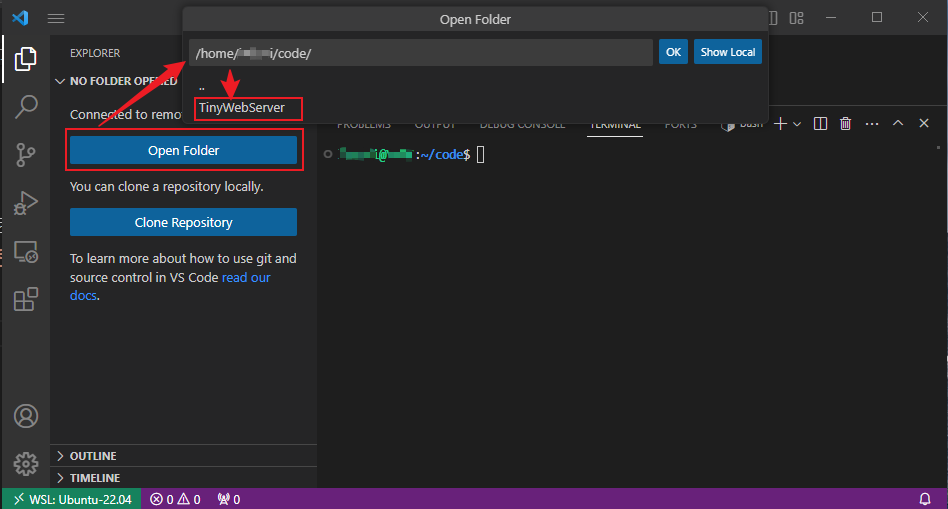 Open Folder
/home/ i/code/
OK
Show Local
..
TinyWebServer
EXPLORER
NO FOLDER OPENED
Connected to remo
Open Folder
You can clone a repository locally.
Clone Repository
To learn more about how to use git and
source control in VS Code read our
docs.
PROBLEMS OUTPUT DEBUG CONSOLE TERMINAL PORTS bash
:~/code$
OUTLINE
TIMELINE
WSL: Ubuntu-22.04 0 0 0